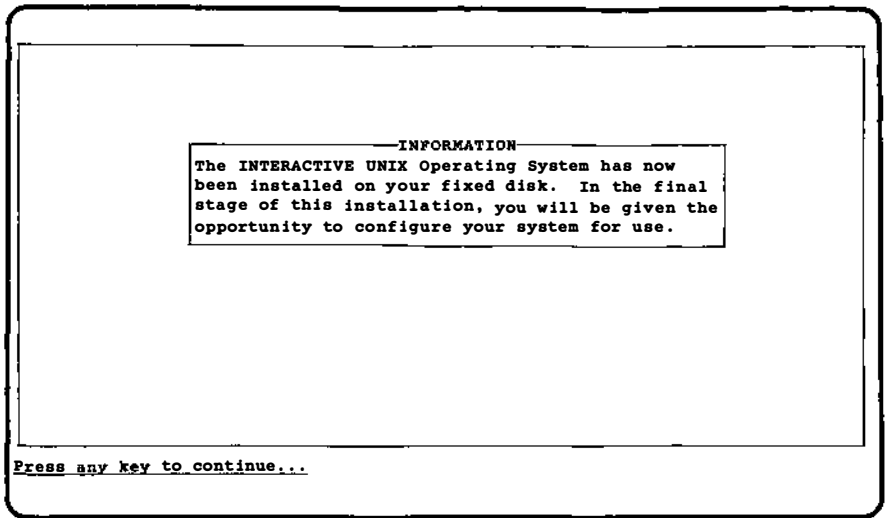 INFORMATION
The INTERACTIVE UNIX Operating System has now
been installed on your fixed disk.  In the final
stage of this installation, you will be given the
opportunity to configure your system for use.
Press any key to continue...